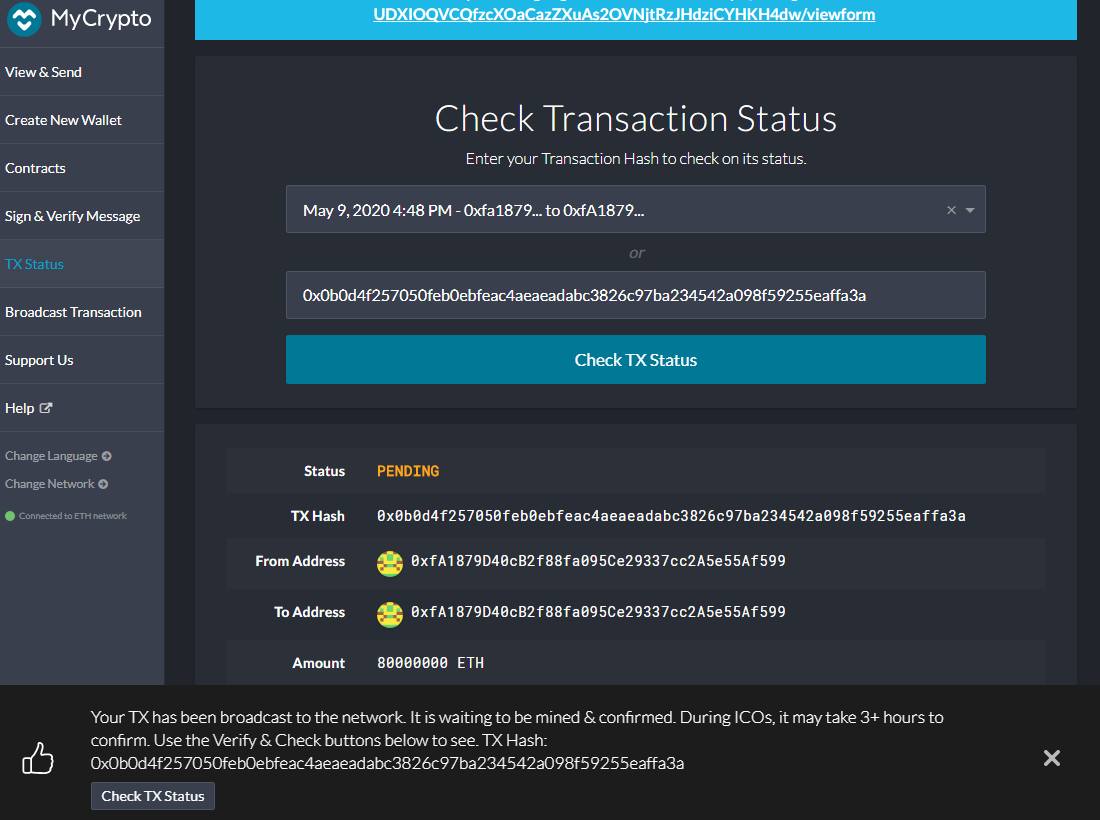 MyCrypto
UDXIOQVCQfzcXOaCazZXuAs2OVNjtRzJHdziCYHKH4dw/viewform
View & Send
Create New Wallet
Contracts
Sign & Verify Message
TX Status
Broadcast Transaction
Support Us
Help
Change Language
Change Network
Connected to ETH network
Check Transaction Status
Enter your Transaction Hash to check on its status.
May 9, 2020 4:48 PM - 0xfa1879... to 0xfA1879...
or
0x0b0d4f257050feb0ebfeac4aeaeadabc3826c97ba234542a098f59255eaffa3a
Check TX Status
Status PENDING
TX Hash 0x0b0d4f257050feb0ebfeac4aeaeadabc3826c97ba234542a098f59255eaffa3a
From Address 0xfA1879D40cB2f88fa095Ce29337cc2A5e55Af599
To Address 0xfA1879D40cB2f88fa095Ce29337cc2A5e55Af599
Amount 80000000 ETH
Your TX has been broadcast to the network. It is waiting to be mined & confirmed. During ICOs, it may take 3+ hours to
confirm. Use the Verify & Check buttons below to see. TX Hash:
0x0b0d4f257050feb0ebfeac4aeaeadabc3826c97ba234542a098f59255eaffa3a
Check TX Status